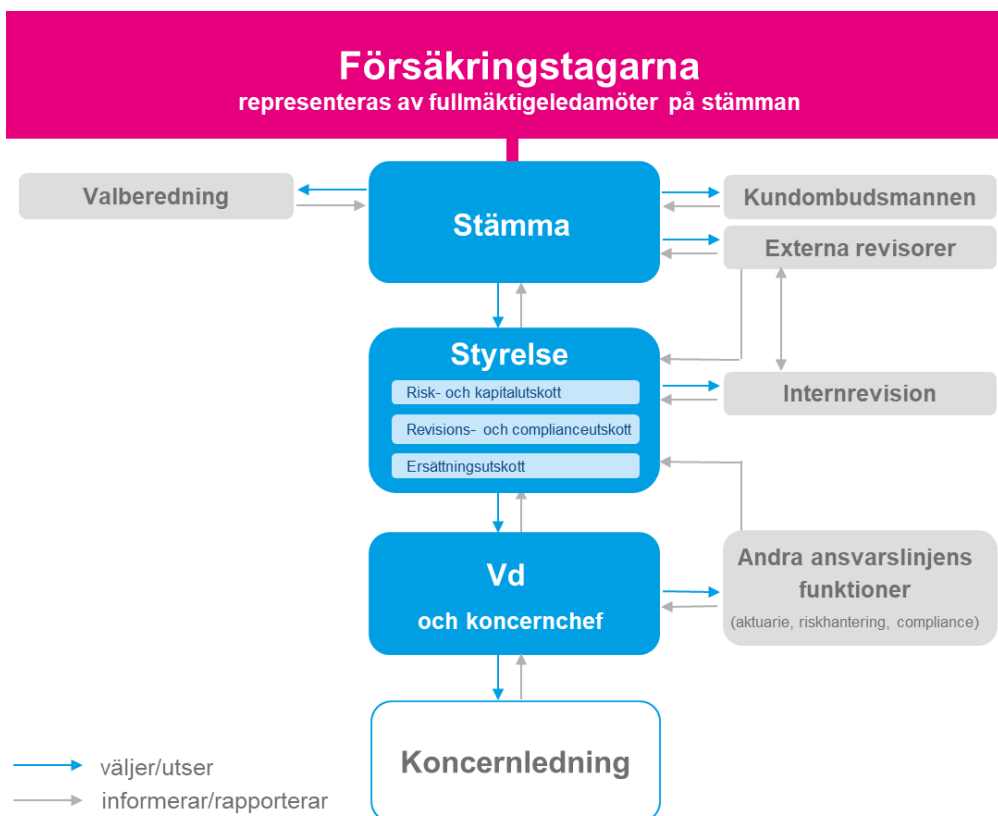 Försäkringstagarna
representeras av fullmäktigeledamöter på stämman
Valberedning
Stämma
Kundombudsmannen
Externa revisorer
Styrelse
Risk- och kapitalutskott
Revisions- och complianceutskott
Ersättningsutskott
Internrevision
Vd
och koncernchef
Andra ansvarslinjens
funktioner
(aktuarie, riskhantering, compliance)
Koncernledning
väljer/utser
informerar/rapporterar